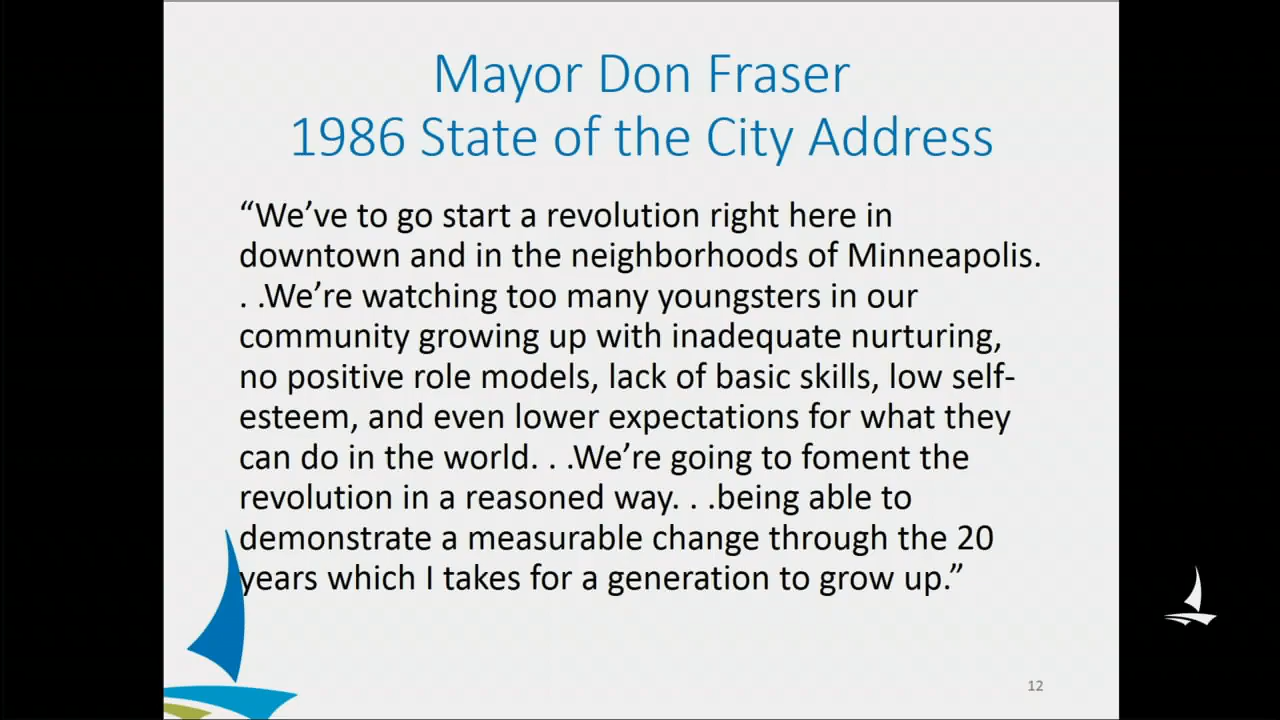 Mayor Don Fraser
1986 State of the City Address
“We’ve to go start a revolution right here in
downtown and in the neighborhoods of Minneapolis.
. .We’re watching too many youngsters in our
community growing up with inadequate nurturing,
no positive role models, lack of basic skills, low self-
esteem, and even lower expectations for what they
can do in the world. . .We’re going to foment the
revolution in a reasoned way. . .being able to
demonstrate a measurable change through the 20
years which I takes for a generation to grow up.”
12